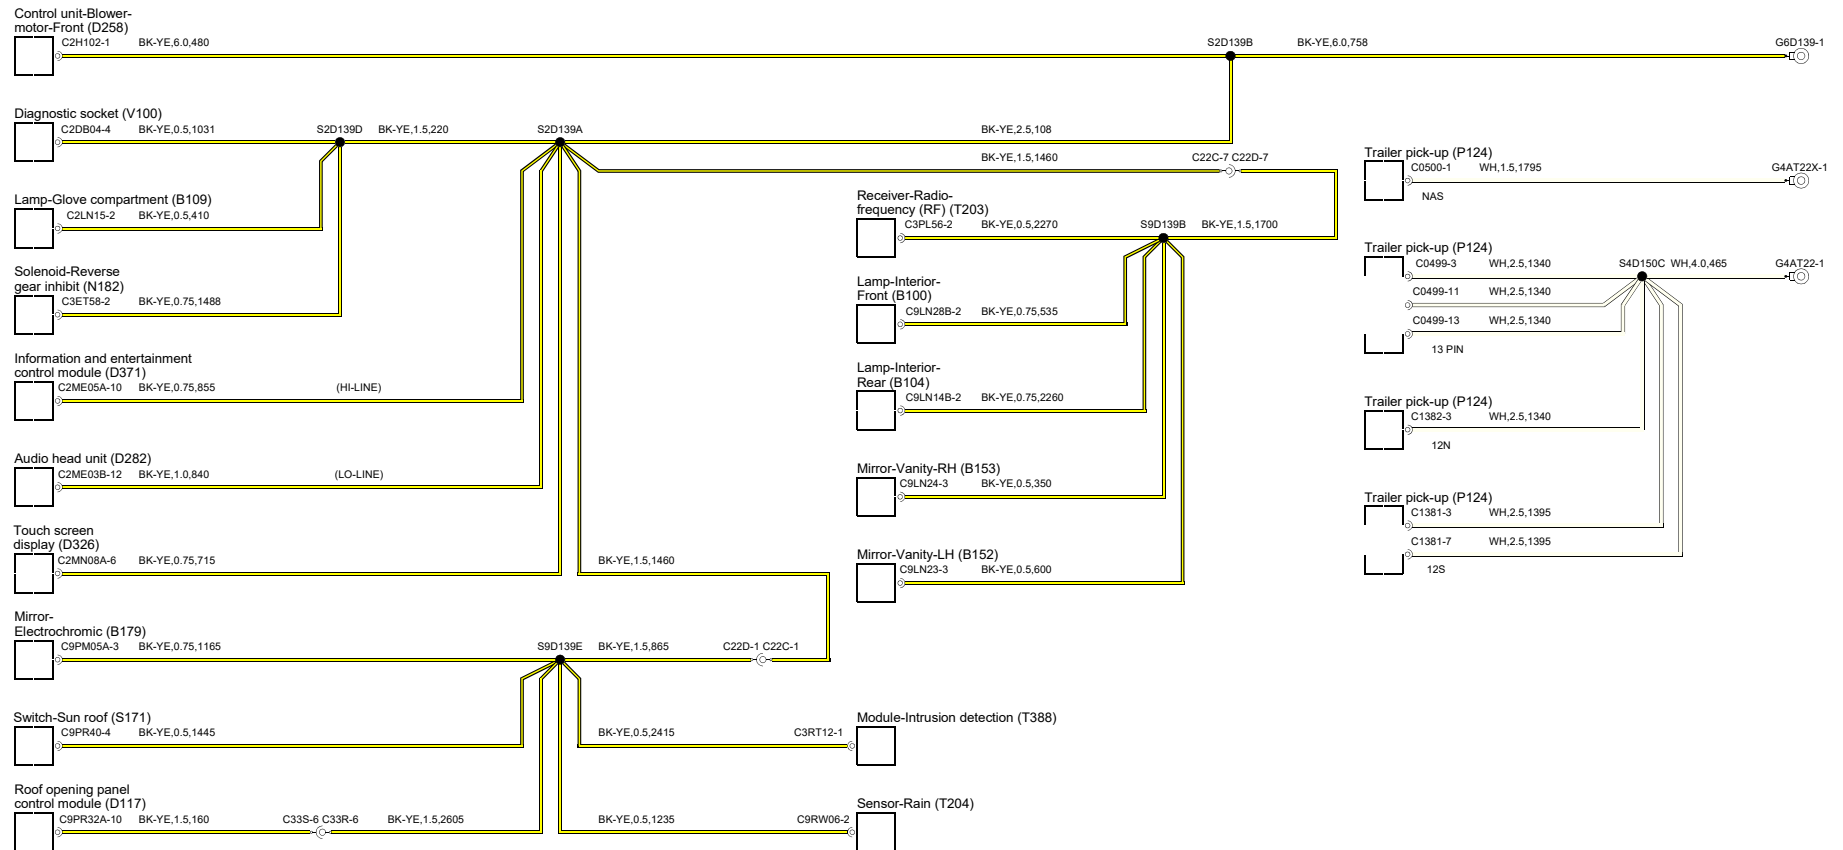 Control unit-Blower-
motor-Front (D258)
C2H102-1 BK-YE,6.0,480 S2D139B BK-YE,6.0,758 G6D139-1
Diagnostic socket (V100)
C2DB04-4 BK-YE,0.5,1031 S2D139D BK-YE,1.5,220 S2D139A BK-YE,2.5,108
BK-YE,1.5,1460 C22C-7 C22D-7
Lamp-Glove compartment (B109)
C2LN15-2 BK-YE,0.5,410
Solenoid-Reverse
gear inhibit (N182)
C3ET58-2 BK-YE,0.75,1488
Information and entertainment
control module (D371)
C2ME05A-10 BK-YE,0.75,855 (HI-LINE)
Audio head unit (D282)
C2ME03B-12 BK-YE,1.0,840 (LO-LINE)
Touch screen
display (D326)
C2MN08A-6 BK-YE,0.75,715 BK-YE,1.5,1460
Mirror-
Electrochromic (B179)
C9PM05A-3 BK-YE,0.75,1165 S9D139E BK-YE,1.5,865 C22D-1 C22C-1
Switch-Sun roof (S171)
C9PR40-4 BK-YE,0.5,1445
Roof opening panel
control module (D117)
C9PR32A-10 BK-YE,1.5,160 C33S-6 C33R-6 BK-YE,1.5,2605
Receiver-Radio-
frequency (RF) (T203)
C3PL56-2 BK-YE,0.5,2270 S9D139B BK-YE,1.5,1700
Lamp-Interior-
Front (B100)
C9LN28B-2 BK-YE,0.75,535
Lamp-Interior-
Rear (B104)
C9LN14B-2 BK-YE,0.75,2260
Mirror-Vanity-RH (B153)
C9LN24-3 BK-YE,0.5,350
Mirror-Vanity-LH (B152)
C9LN23-3 BK-YE,0.5,600
Module-Intrusion detection (T388)
BK-YE,0.5,2415 C3RT12-1
Sensor-Rain (T204)
BK-YE,0.5,1235 C9RW06-2
Trailer pick-up (P124)
C0500-1 WH,1.5,1795 G4AT22X-1
NAS
Trailer pick-up (P124)
C0499-3 WH,2.5,1340 S4D150C WH,4.0,465 G4AT22-1
C0499-11 WH,2.5,1340
C0499-13 WH,2.5,1340
13 PIN
Trailer pick-up (P124)
C1382-3 WH,2.5,1340
12N
Trailer pick-up (P124)
C1381-3 WH,2.5,1395
C1381-7 WH,2.5,1395
12S